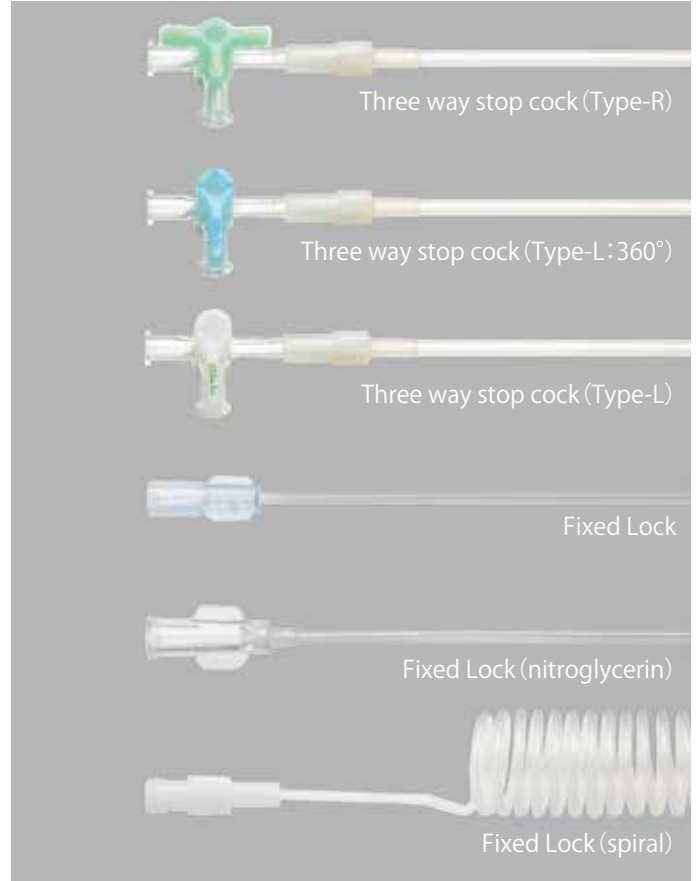 Three way stop cock（Type-R）
Three way stop cock（Type-L：360°）
Three way stop cock（Type-L）
Fixed Lock
Fixed Lock（nitroglycerin）
Fixed Lock（spiral）